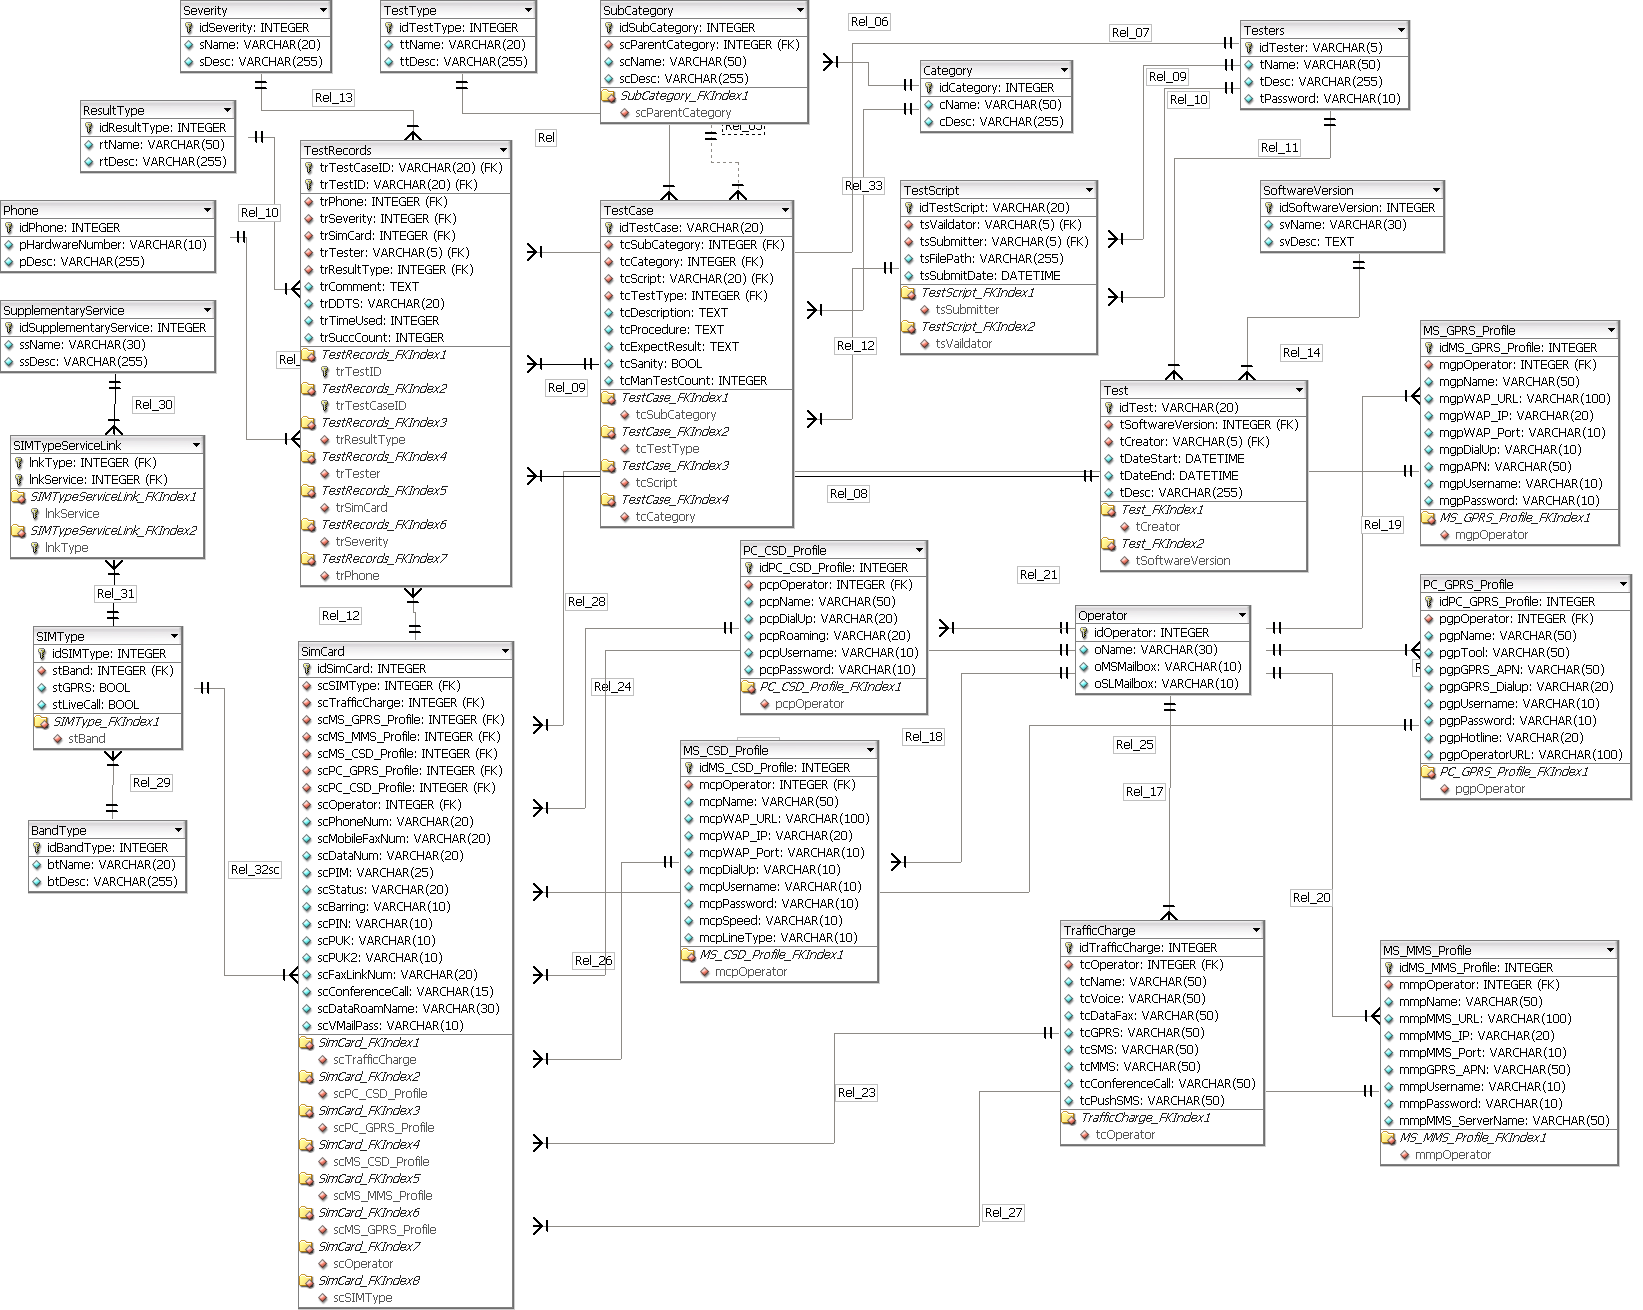 Severity
idSeverity: INTEGER
sName: VARCHAR(20)
sDesc: VARCHAR(255)
TestType
idTestType: INTEGER
ttName: VARCHAR(20)
ttDesc: VARCHAR(255)
SubCategory
idSubCategory: INTEGER
scParentCategory: INTEGER (FK)
scName: VARCHAR(50)
scDesc: VARCHAR(255)
SubCategory_FKIndex1
scParentCategory
Rel_06
Rel_07
Testers
idTester: VARCHAR(5)
tName: VARCHAR(50)
tDesc: VARCHAR(255)
tPassword: VARCHAR(10)
Category
idCategory: INTEGER
cName: VARCHAR(50)
cDesc: VARCHAR(255)
Rel_09
Rel_10
Rel_11
Rel_13
Rel
ResultType
idResultType: INTEGER
rtName: VARCHAR(50)
rtDesc: VARCHAR(255)
TestRecords
trTestCaseID: VARCHAR(20) (FK)
trTestID: VARCHAR(20) (FK)
trPhone: INTEGER (FK)
trSeverity: INTEGER (FK)
trSimCard: INTEGER (FK)
trTester: VARCHAR(5) (FK)
trResultType: INTEGER (FK)
trComment: TEXT
trDDTS: VARCHAR(20)
trTimeUsed: INTEGER
trSuccCount: INTEGER
TestRecords_FKIndex1
trTestID
TestRecords_FKIndex2
trTestCaseID
TestRecords_FKIndex3
trResultType
TestRecords_FKIndex4
trTester
TestRecords_FKIndex5
trSimCard
TestRecords_FKIndex6
trSeverity
TestRecords_FKIndex7
trPhone
Phone
idPhone: INTEGER
pHardwareNumber: VARCHAR(10)
pDesc: VARCHAR(255)
Rel_10
Rel_
SupplementaryService
idSupplementaryService: INTEGER
ssName: VARCHAR(30)
ssDesc: VARCHAR(255)
Rel_30
SIMTypeServiceLink
lnkType: INTEGER (FK)
lnkService: INTEGER (FK)
SIMTypeServiceLink_FKIndex1
lnkService
SIMTypeServiceLink_FKIndex2
lnkType
Rel_31
SIMType
idSIMType: INTEGER
stBand: INTEGER (FK)
stGPRS: BOOL
stLiveCall: BOOL
SIMType_FKIndex1
stBand
Rel_29
BandType
idBandType: INTEGER
btName: VARCHAR(20)
btDesc: VARCHAR(255)
Rel_32sc
Rel_12
TestCase
idTestCase: VARCHAR(20)
tcSubCategory: INTEGER (FK)
tcCategory: INTEGER (FK)
tcScript: VARCHAR(20) (FK)
tcTestType: INTEGER (FK)
tcDescription: TEXT
tcProcedure: TEXT
tcExpectResult: TEXT
tcSanity: BOOL
tcManTestCount: INTEGER
TestCase_FKIndex1
tcSubCategory
TestCase_FKIndex2
tcTestType
TestCase_FKIndex3
tcScript
TestCase_FKIndex4
tcCategory
Rel_09
Rel_33
Rel_12
Rel_08
TestScript
idTestScript: VARCHAR(20)
tsVaildator: VARCHAR(5) (FK)
tsSubmitter: VARCHAR(5) (FK)
tsFilePath: VARCHAR(255)
tsSubmitDate: DATETIME
TestScript_FKIndex1
tsSubmitter
TestScript_FKIndex2
tsVaildator
SoftwareVersion
idSoftwareVersion: INTEGER
svName: VARCHAR(30)
svDesc: TEXT
Rel_14
Test
idTest: VARCHAR(20)
tSoftwareVersion: INTEGER (FK)
tCreator: VARCHAR(5) (FK)
tDateStart: DATETIME
tDateEnd: DATETIME
tDesc: VARCHAR(255)
Test_FKIndex1
tCreator
Test_FKIndex2
tSoftwareVersion
MS_GPRS_Profile
idMS_GPRS_Profile: INTEGER
mgpOperator: INTEGER (FK)
mgpName: VARCHAR(50)
mgpWAP_URL: VARCHAR(100)
mgpWAP_IP: VARCHAR(20)
mgpWAP_Port: VARCHAR(10)
mgpDialUp: VARCHAR(10)
mgpAPN: VARCHAR(50)
mgpUsername: VARCHAR(10)
mgpPassword: VARCHAR(10)
MS_GPRS_Profile_FKIndex1
mgpOperator
Rel_19
Rel_21
Rel_28
PC_CSD_Profile
idPC_CSD_Profile: INTEGER
pcpOperator: INTEGER (FK)
pcpName: VARCHAR(50)
pcpDialUp: VARCHAR(20)
pcpRoaming: VARCHAR(20)
pcpUsername: VARCHAR(10)
pcpPassword: VARCHAR(10)
PC_CSD_Profile_FKIndex1
pcpOperator
Operator
idOperator: INTEGER
oName: VARCHAR(30)
oMSMailbox: VARCHAR(10)
oSLMailbox: VARCHAR(10)
PC_GPRS_Profile
idPC_GPRS_Profile: INTEGER
pgpOperator: INTEGER (FK)
pgpName: VARCHAR(50)
pgpTool: VARCHAR(50)
pgpGPRS_APN: VARCHAR(50)
pgpGPRS_Dialup: VARCHAR(20)
pgpUsername: VARCHAR(10)
pgpPassword: VARCHAR(10)
pgpHotline: VARCHAR(20)
pgpOperatorURL: VARCHAR(100)
PC_GPRS_Profile_FKIndex1
pgpOperator
Rel_24
Rel_18
Rel_25
Rel_17
SimCard
idSimCard: INTEGER
scSIMType: INTEGER (FK)
scTrafficCharge: INTEGER (FK)
scMS_GPRS_Profile: INTEGER (FK)
scMS_MMS_Profile: INTEGER (FK)
scMS_CSD_Profile: INTEGER (FK)
scPC_GPRS_Profile: INTEGER (FK)
scPC_CSD_Profile: INTEGER (FK)
scOperator: INTEGER (FK)
scPhoneNum: VARCHAR(20)
scMobileFaxNum: VARCHAR(20)
scDataNum: VARCHAR(20)
scPIM: VARCHAR(25)
scStatus: VARCHAR(20)
scBarring: VARCHAR(10)
scPIN: VARCHAR(10)
scPUK: VARCHAR(10)
scPUK2: VARCHAR(10)
scFaxLinkNum: VARCHAR(20)
scConferenceCall: VARCHAR(15)
scDataRoamName: VARCHAR(30)
scVMailPass: VARCHAR(10)
SimCard_FKIndex1
scTrafficCharge
SimCard_FKIndex2
scPC_CSD_Profile
SimCard_FKIndex3
scPC_GPRS_Profile
SimCard_FKIndex4
scMS_CSD_Profile
SimCard_FKIndex5
scMS_MMS_Profile
SimCard_FKIndex6
scMS_GPRS_Profile
SimCard_FKIndex7
scOperator
SimCard_FKIndex8
scSIMType
MS_CSD_Profile
idMS_CSD_Profile: INTEGER
mcpOperator: INTEGER (FK)
mcpName: VARCHAR(50)
mcpWAP_URL: VARCHAR(100)
mcpWAP_IP: VARCHAR(20)
mcpWAP_Port: VARCHAR(10)
mcpDialUp: VARCHAR(10)
mcpUsername: VARCHAR(10)
mcpPassword: VARCHAR(10)
mcpSpeed: VARCHAR(10)
mcpLineType: VARCHAR(10)
MS_CSD_Profile_FKIndex1
mcpOperator
Rel_26
Rel_23
Rel_27
Rel_20
TrafficCharge
idTrafficCharge: INTEGER
tcOperator: INTEGER (FK)
tcName: VARCHAR(50)
tcVoice: VARCHAR(50)
tcDataFax: VARCHAR(50)
tcGPRS: VARCHAR(50)
tcSMS: VARCHAR(50)
tcMMS: VARCHAR(50)
tcConferenceCall: VARCHAR(50)
tcPushSMS: VARCHAR(50)
TrafficCharge_FKIndex1
tcOperator
MS_MMS_Profile
idMS_MMS_Profile: INTEGER
mmpOperator: INTEGER (FK)
mmpName: VARCHAR(50)
mmpMMS_URL: VARCHAR(100)
mmpMMS_IP: VARCHAR(20)
mmpMMS_Port: VARCHAR(10)
mmpGPRS_APN: VARCHAR(50)
mmpUsername: VARCHAR(10)
mmpPassword: VARCHAR(10)
mmpMMS_ServerName: VARCHAR(50)
MS_MMS_Profile_FKIndex1
mmpOperator